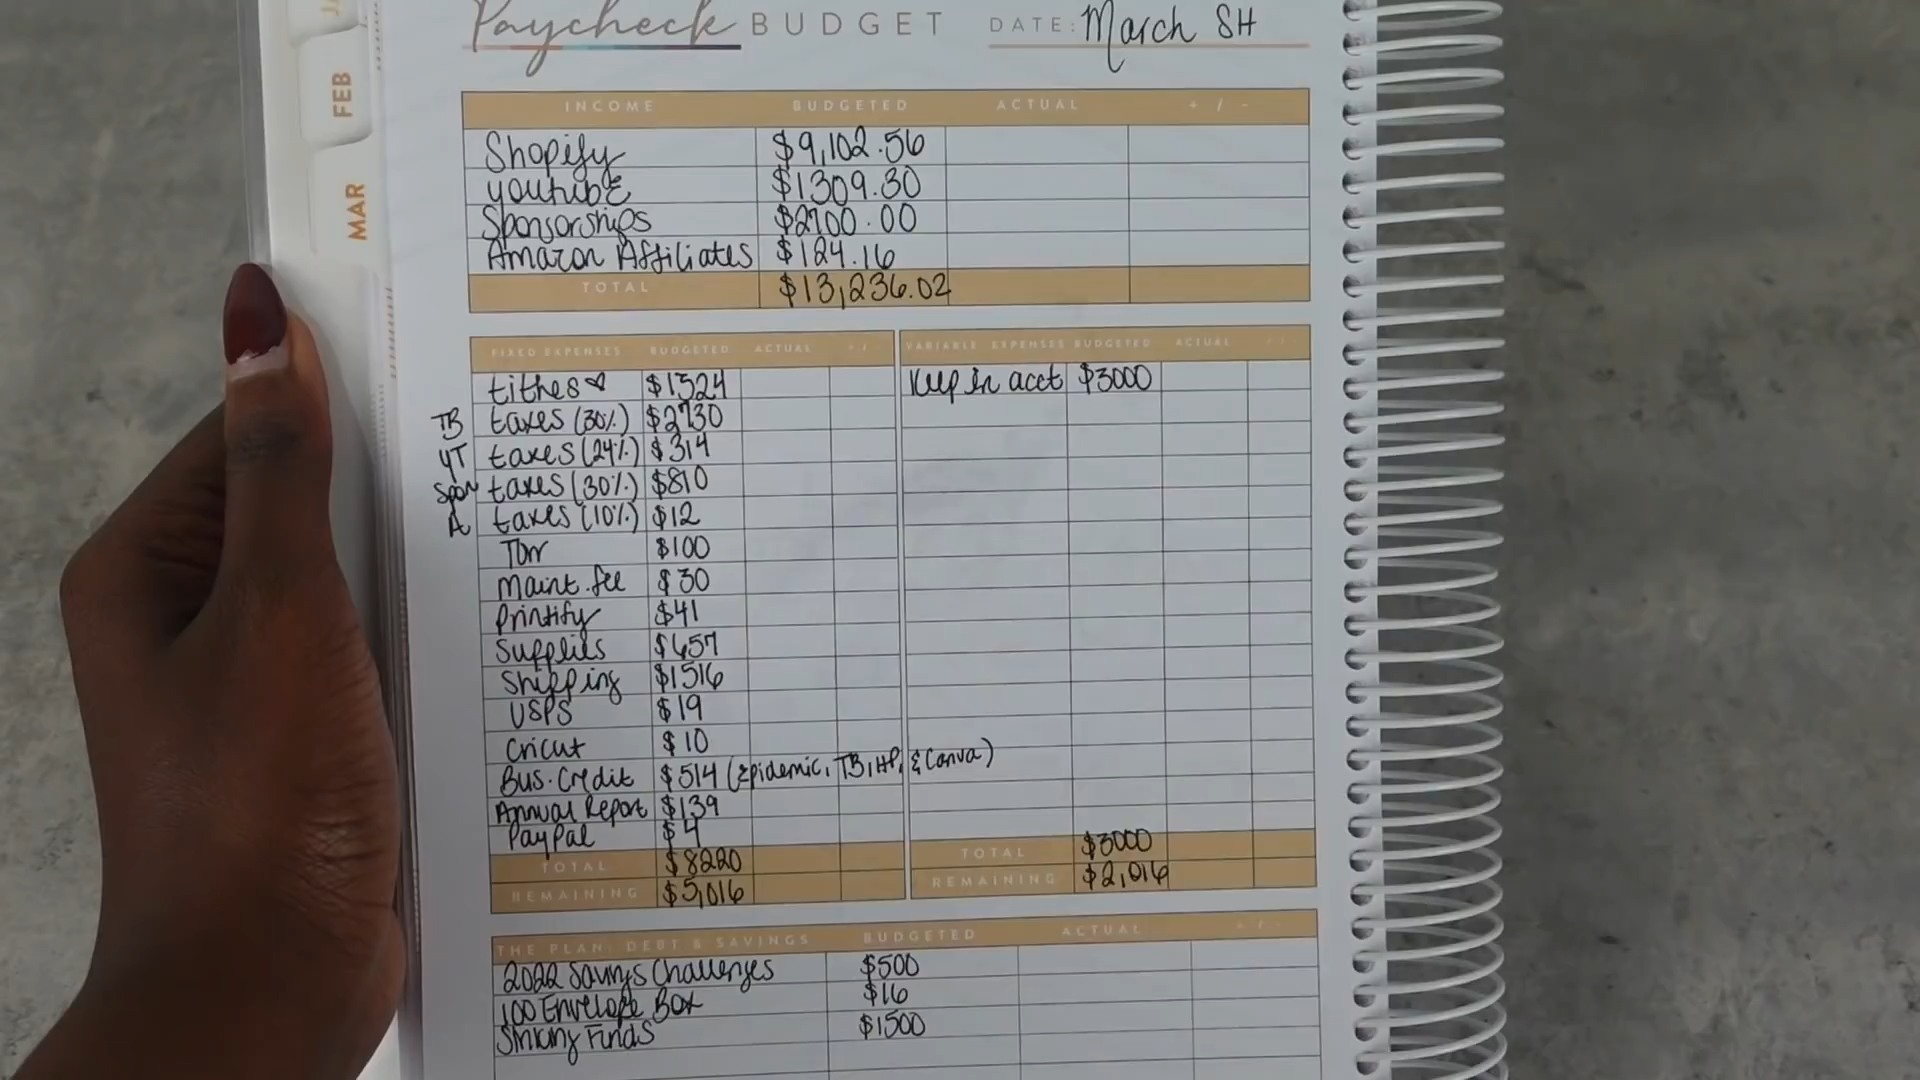 JA
FEB
MAR
Paycheck BUDGET DATE: March SH
INCOME BUDGETED ACTUAL + / -
Shopify $9,102.56
youtube $1309.30
Sponsorships $2700.00
Amazon Affiliates $124.16
TOTAL $13,236.02
FIXED EXPENSES BUDGETED ACTUAL + / -
tithes $1324
TB taxes (30%) $2730
YT taxes (24%) $314
Spon taxes (30%) $810
A taxes (10%) $12
$100
Maint. fee $30
Printify $41
Supplies $657
Shipping $1516
USPS $19
Cricut $10
Bus. Credit $514 (Epidemic, TB, HP, & Canva)
Annual Report $139
PayPal $4
TOTAL $8220
REMAINING $5,016
VARIABLE EXPENSES BUDGETED ACTUAL + / -
Keep in acct $3000
TOTAL $3000
REMAINING $2,016
THE PLAN: DEBT & SAVINGS BUDGETED ACTUAL + / -
2022 Savings Challenges $500
100 Envelope Box $16
Sinking Funds $1500